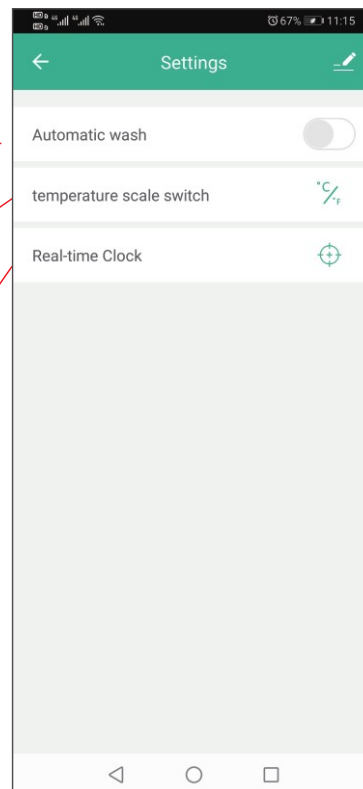 67% 11:15
Settings
Automatic wash
temperature scale switch °C/°F
Real-time Clock